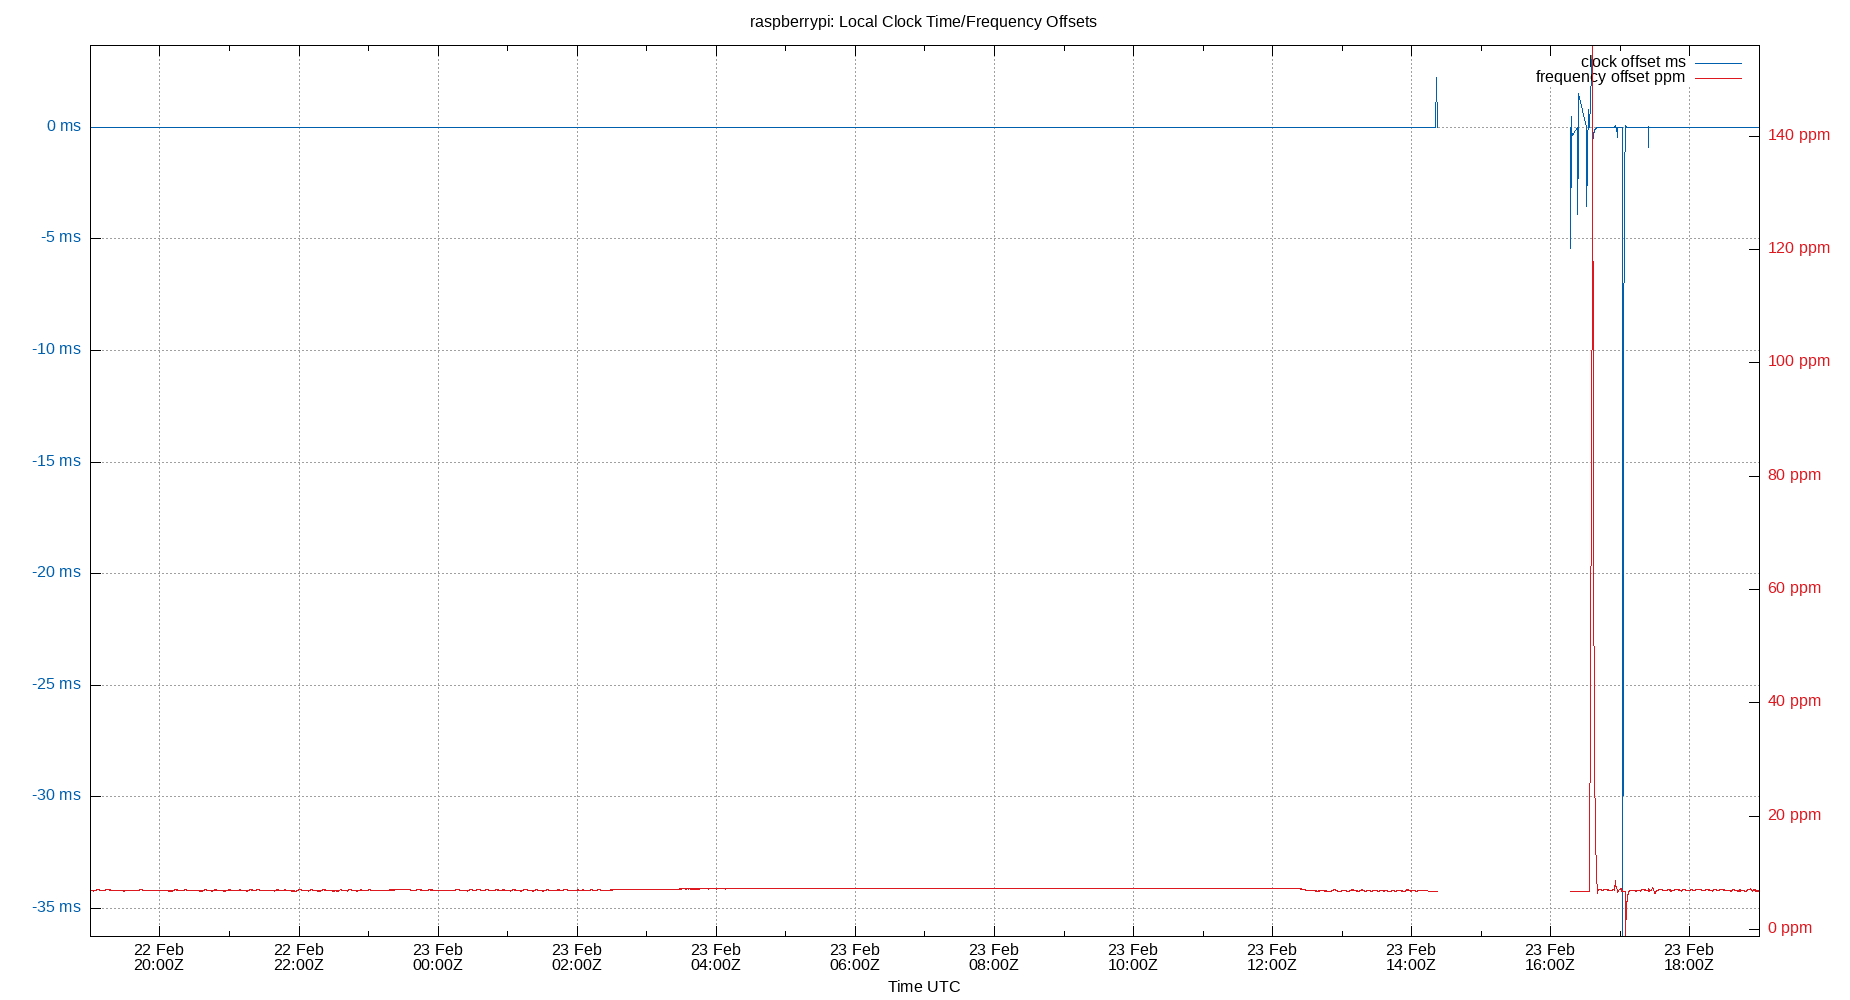 raspberrypi: Local Clock Time/Frequency Offsets
clock offset ms
frequency offset ppm
0 ms
-5 ms
-10 ms
-15 ms
-20 ms
-25 ms
-30 ms
-35 ms
140 ppm
120 ppm
100 ppm
80 ppm
60 ppm
40 ppm
20 ppm
0 ppm
22 Feb 22 Feb 23 Feb 23 Feb 23 Feb 23 Feb 23 Feb 23 Feb 23 Feb 23 Feb 23 Feb 23 Feb
20:00Z 22:00Z 00:00Z 02:00Z 04:00Z 06:00Z 08:00Z 10:00Z 12:00Z 14:00Z 16:00Z 18:00Z
Time UTC